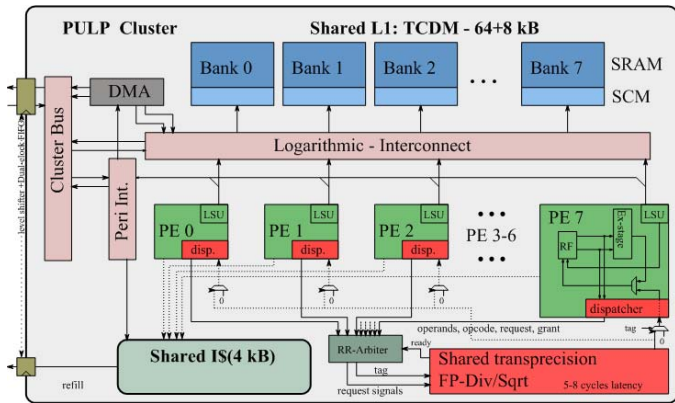 PULP Cluster
Shared L1: TCDM - 64+8 kB
Bank 0
Bank 1
Bank 2
...
Bank 7
SRAM
SCM
DMA
Cluster Bus
level shifter +Dual-clock FIFO
Logarithmic - Interconnect
Peri Int.
LSU
PE 0
disp.
LSU
PE 1
disp.
LSU
PE 2
disp.
...
PE 3-6
...
PE 7
LSU
RF
Ex-stage
dispatcher
0
0
0
tag
0
operands, opcode, request, grant
Shared I$(4 kB)
refill
RR-Arbiter
ready
tag
request signals
Shared transprecision
FP-Div/Sqrt
5-8 cycles latency